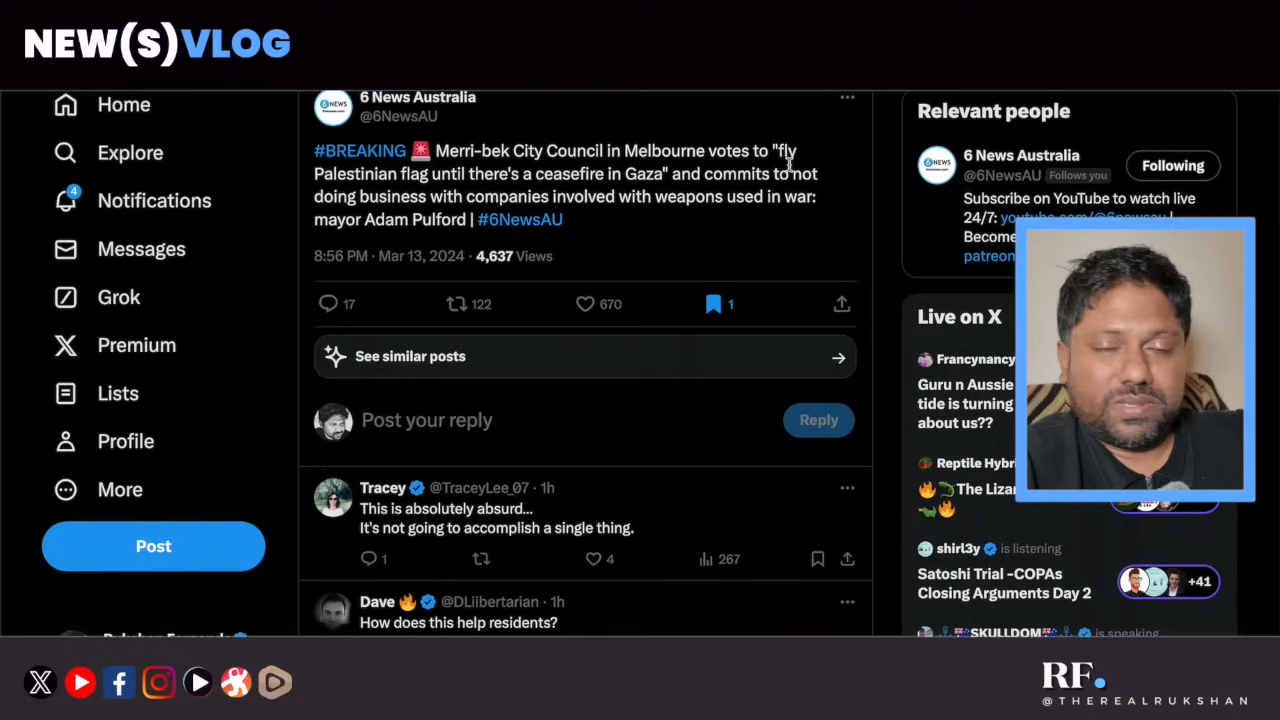 NEW(S)VLOG
Home
Explore
4
Notifications
Messages
Grok
Premium
Lists
Profile
More
Post
6 NEWS
6 News Australia
@6NewsAU
#BREAKING 🚨 Merri-bek City Council in Melbourne votes to "fly
Palestinian flag until there's a ceasefire in Gaza" and commits to not
doing business with companies involved with weapons used in war:
mayor Adam Pulford | #6NewsAU
8:56 PM · Mar 13, 2024 · 4,637 Views
17
122
670
1
See similar posts
Post your reply
Reply
Tracey @TraceyLee_07 · 1h
This is absolutely absurd...
It's not going to accomplish a single thing.
1
4
267
Dave 🔥 @DLiibertarian · 1h
How does this help residents?
Relevant people
6 NEWS
6 News Australia
@6NewsAU Follows you
Following
Subscribe on YouTube to watch live
24/7: youtube.com/@6newsau |
Become
patreon
Live on X
Francynancy
Guru n Aussie
tide is turning
about us??
Reptile Hybri
🔥🦎The Liza
🦎🔥
shirl3y is listening
Satoshi Trial -COPAs
Closing Arguments Day 2
+41
SKULLDOM is speaking
RF.
@THEREALRUKSHAN